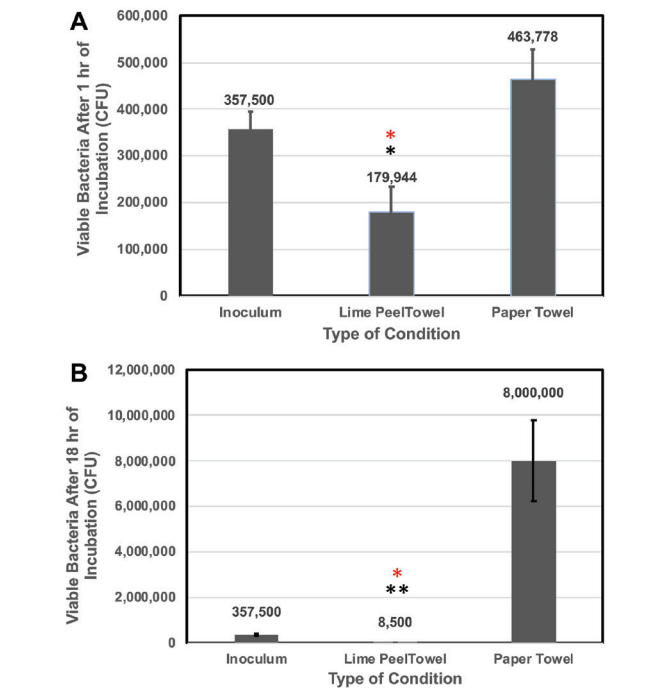 A
Viable Bacteria After 1 hr of
Incubation (CFU)
600,000
500,000
400,000
300,000
200,000
100,000
0
357,500
*
*
179,944
463,778
Inoculum
Lime PeelTowel
Paper Towel
Type of Condition
B
Viable Bacteria After 18 hr of
Incubation (CFU)
12,000,000
10,000,000
8,000,000
6,000,000
4,000,000
2,000,000
0
357,500
*
**
8,500
8,000,000
Inoculum
Lime PeelTowel
Paper Towel
Type of Condition